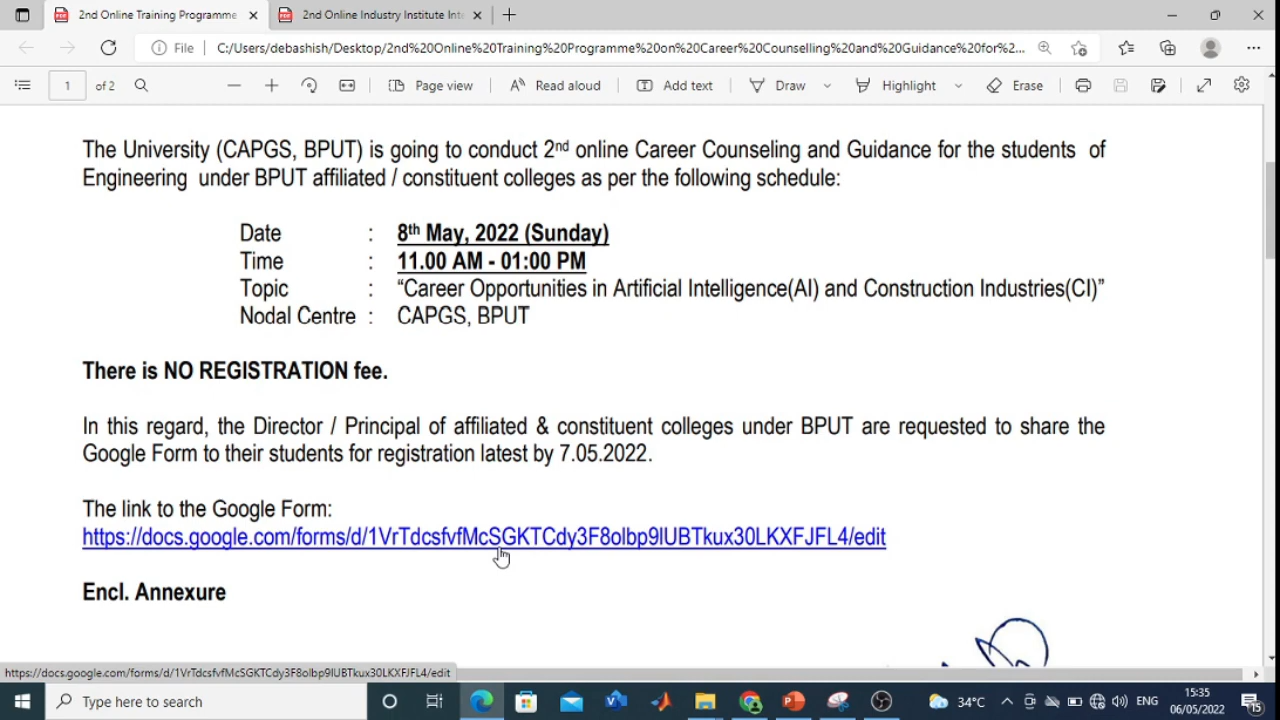 2nd Online Training Programme
2nd Online Industry Institute Int
File
C:/Users/debashish/Desktop/2nd%20Online%20Training%20Programme%20on%20Career%20Counselling%20and%20Guidance%20for%2...
1 of 2
Page view
Read aloud
Add text
Draw
Highlight
Erase
The University (CAPGS, BPUT) is going to conduct 2nd online Career Counseling and Guidance for the students of
Engineering under BPUT affiliated / constituent colleges as per the following schedule:
Date : 8th May, 2022 (Sunday)
Time : 11.00 AM - 01:00 PM
Topic : “Career Opportunities in Artificial Intelligence(AI) and Construction Industries(CI)”
Nodal Centre : CAPGS, BPUT
There is NO REGISTRATION fee.
In this regard, the Director / Principal of affiliated & constituent colleges under BPUT are requested to share the
Google Form to their students for registration latest by 7.05.2022.
The link to the Google Form:
https://docs.google.com/forms/d/1VrTdcsfvfMcSGKTCdy3F8olbp9lUBTkux30LKXFJFL4/edit
Encl. Annexure
https://docs.google.com/forms/d/1VrTdcsfvfMcSGKTCdy3F8olbp9lUBTkux30LKXFJFL4/edit
Type here to search
34°C
ENG
15:35
06/05/2022
15